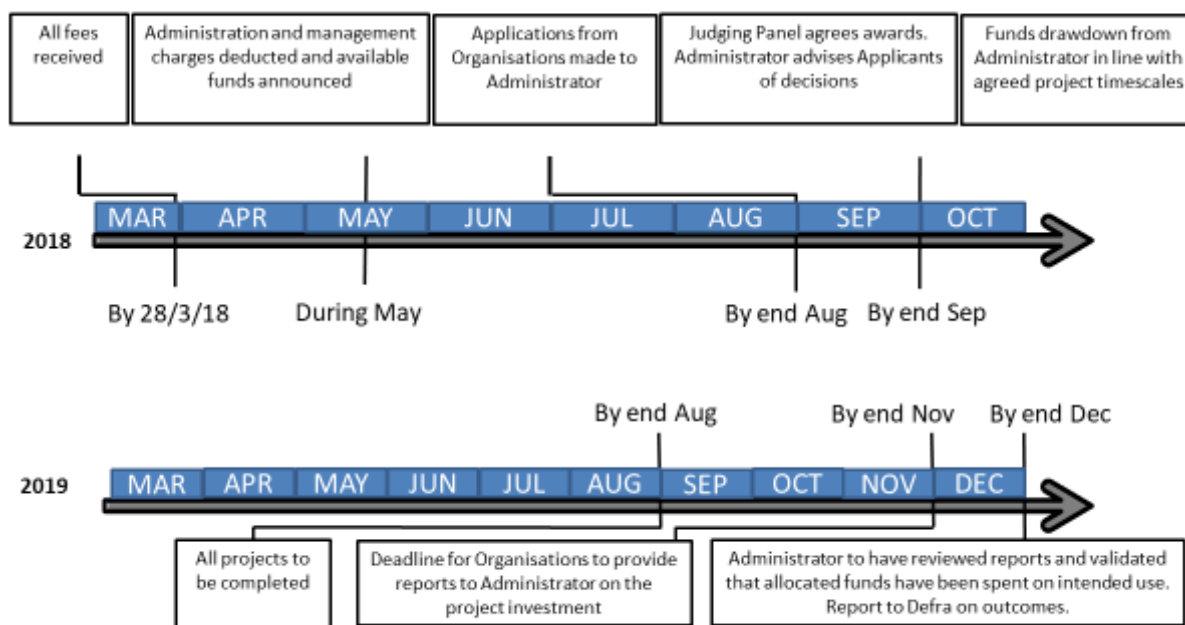 All fees
received
Administration and management
charges deducted and available
funds announced
Applications from
Organisations made to
Administrator
Judging Panel agrees awards.
Administrator advises Applicants
of decisions
Funds drawdown from
Administrator in line with
agreed project timescales
MAR APR MAY JUN JUL AUG SEP OCT
2018
By 28/3/18 During May By end Aug By end Sep
By end Aug By end Nov By end Dec
MAR APR MAY JUN JUL AUG SEP OCT NOV DEC
2019
All projects to
be completed
Deadline for Organisations to provide
reports to Administrator on the
project investment
Administrator to have reviewed reports and validated
that allocated funds have been spent on intended use.
Report to Defra on outcomes.